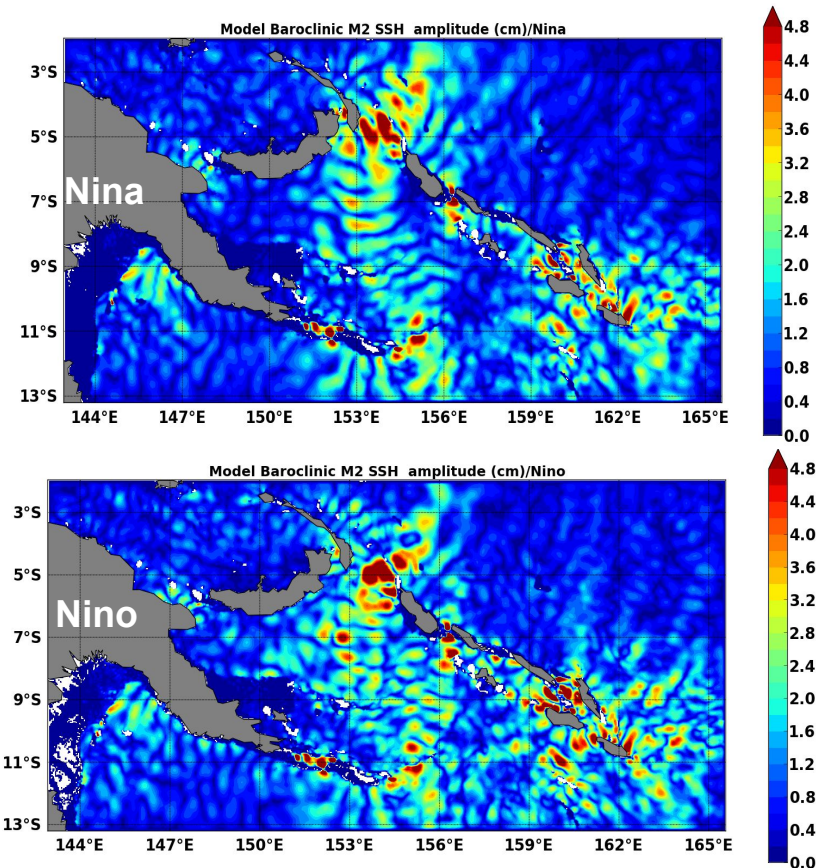 Model Baroclinic M2 SSH amplitude (cm)/Nina
4.8
4.4
4.0
3.6
3.2
2.8
2.4
2.0
1.6
1.2
0.8
0.4
0.0
3°S
5°S
7°S
9°S
11°S
13°S
Nina
144°E 147°E 150°E 153°E 156°E 159°E 162°E 165°E
Model Baroclinic M2 SSH amplitude (cm)/Nino
4.8
4.4
4.0
3.6
3.2
2.8
2.4
2.0
1.6
1.2
0.8
0.4
0.0
3°S
5°S
7°S
9°S
11°S
13°S
Nino
144°E 147°E 150°E 153°E 156°E 159°E 162°E 165°E